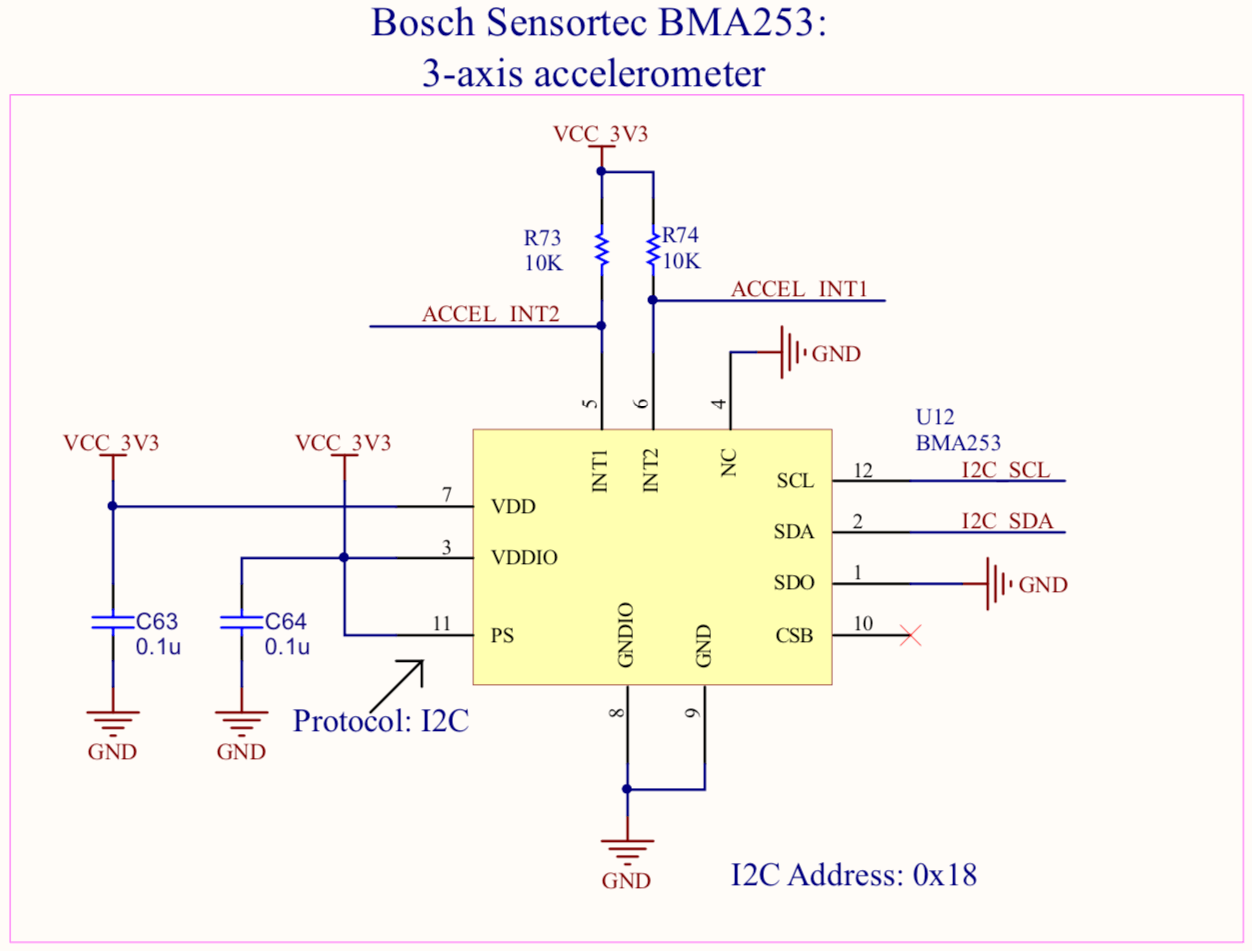 Bosch Sensortec BMA253:
3-axis accelerometer
VCC_3V3
R73
10K
R74
10K
ACCEL_INT1
ACCEL_INT2
GND
5
6
4
U12
BMA253
VCC_3V3
VCC_3V3
INT1
INT2
NC
7
VDD
3
VDDIO
11
PS
SCL
12
I2C_SCL
SDA
2
I2C_SDA
SDO
1
GND
CSB
10
GNDIO
GND
8
9
C63
0.1u
C64
0.1u
GND
GND
Protocol: I2C
GND
I2C Address: 0x18